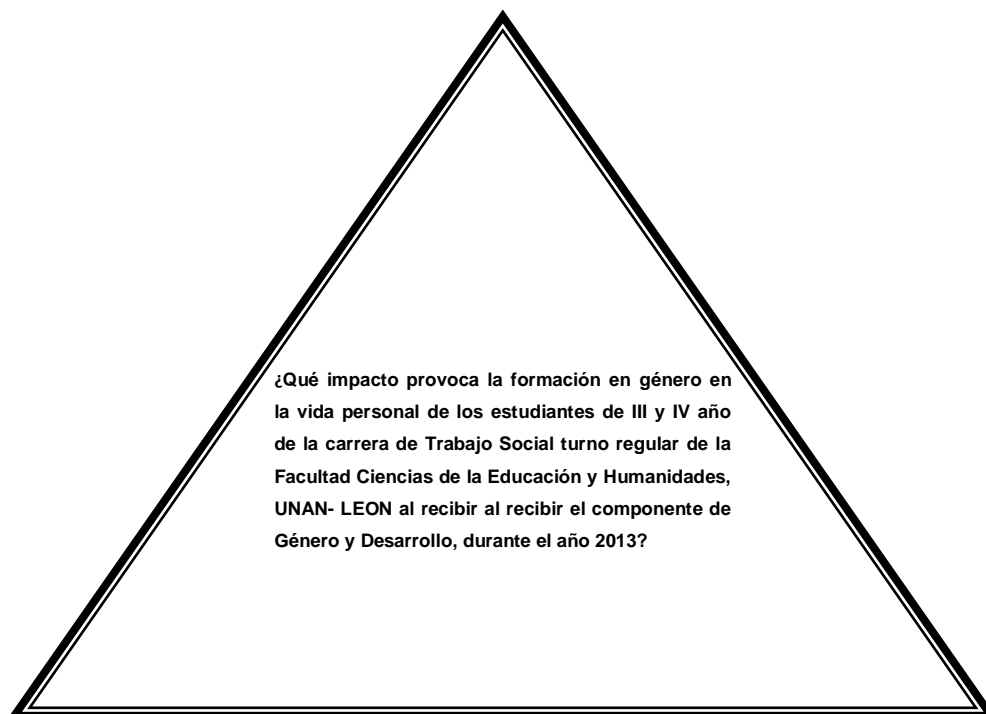 ¿Qué impacto provoca la formación en género en
la vida personal de los estudiantes de III y IV año
de la carrera de Trabajo Social turno regular de la
Facultad Ciencias de la Educación y Humanidades,
UNAN- LEON al recibir al recibir el componente de
Género y Desarrollo, durante el año 2013?